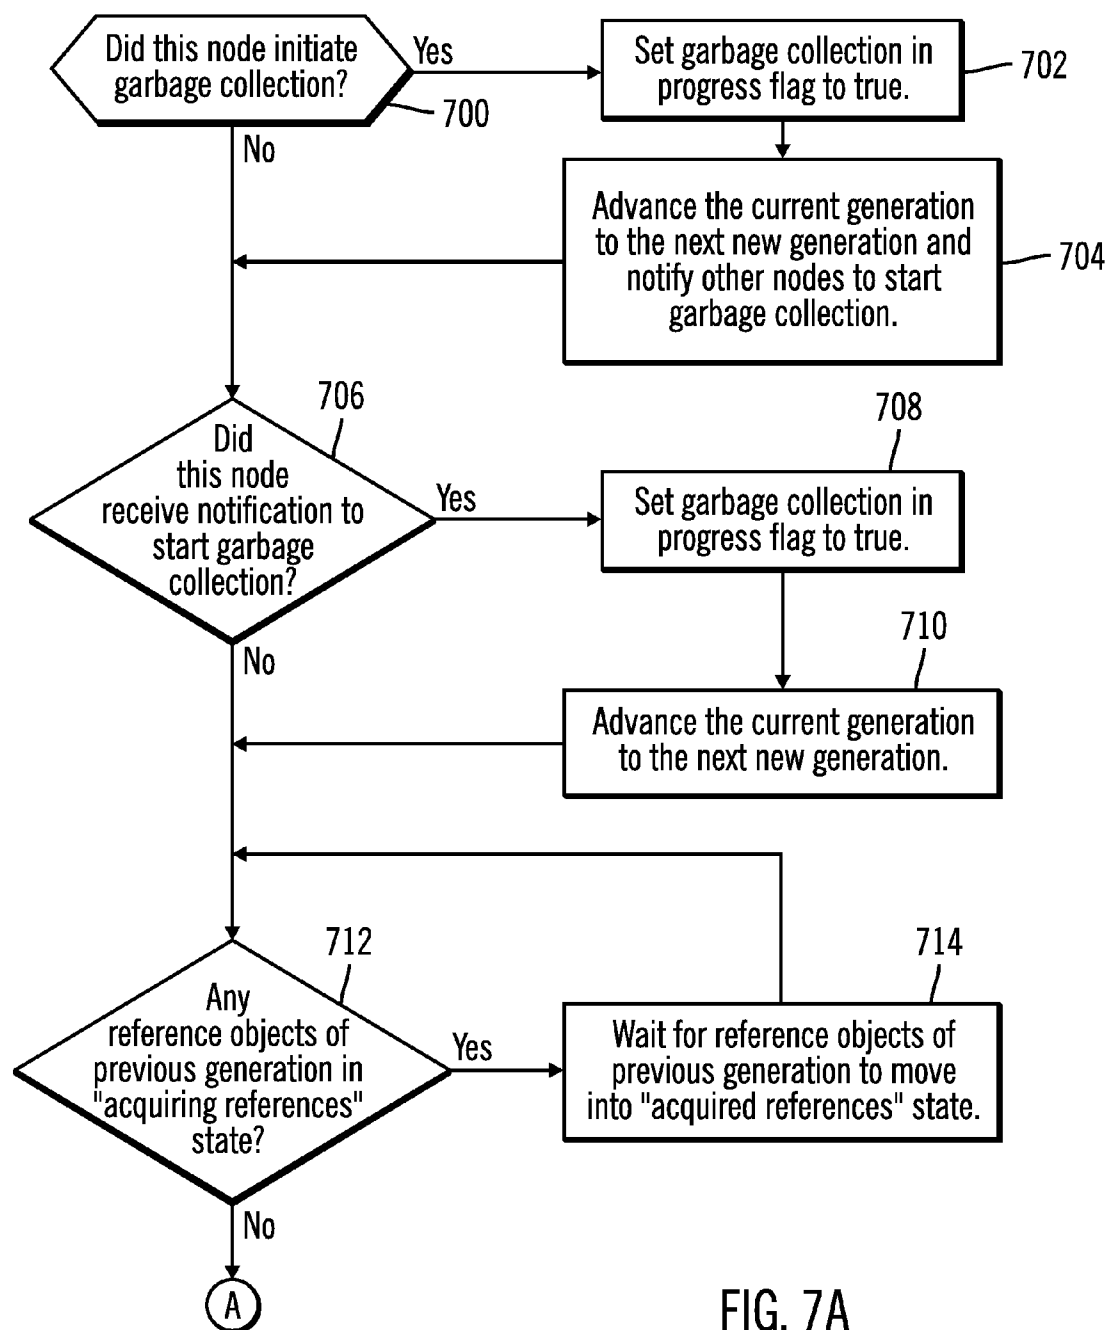 Did this node initiate
garbage collection?
700
Yes
No
Set garbage collection in
progress flag to true.
702
Advance the current generation
to the next new generation and
notify other nodes to start
garbage collection.
704
Did
this node
receive notification to
start garbage
collection?
706
Yes
No
Set garbage collection in
progress flag to true.
708
Advance the current generation
to the next new generation.
710
Any
reference objects of
previous generation in
"acquiring references"
state?
712
Yes
No
Wait for reference objects of
previous generation to move
into "acquired references" state.
714
A
FIG. 7A